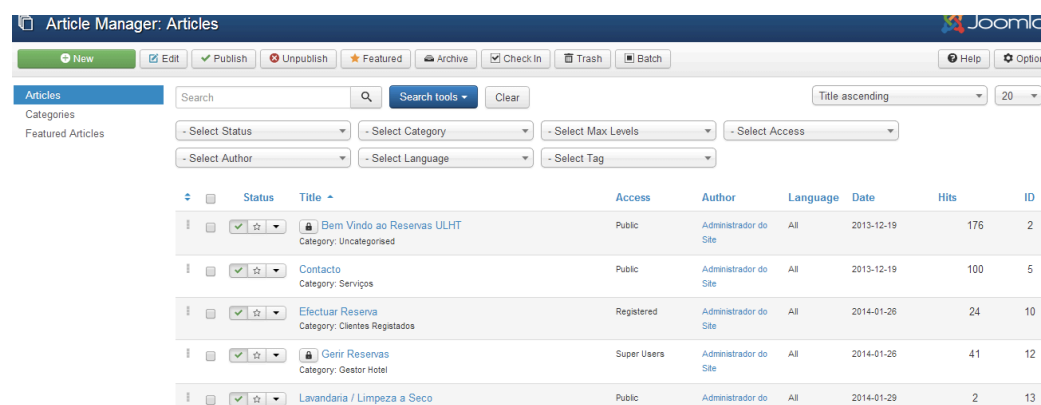 Article Manager: Articles
Joomla
New Edit Publish Unpublish Featured Archive Check In Trash Batch Help Option
Articles
Categories
Featured Articles
Search Search tools Clear Title ascending 20
- Select Status - Select Category - Select Max Levels - Select Access
- Select Author - Select Language - Select Tag
Status Title Access Author Language Date Hits ID
Bem Vindo ao Reservas ULHT Public Administrador do All 2013-12-19 176 2
Category: Uncategorised Site
Contacto Public Administrador do All 2013-12-19 100 5
Category: Serviços Site
Efectuar Reserva Registered Administrador do All 2014-01-26 24 10
Category: Clientes Registados Site
Gerir Reservas Super Users Administrador do All 2014-01-26 41 12
Category: Gestor Hotel Site
Lavandaria / Limpeza a Seco Public Administrador do All 2014-01-29 2 13